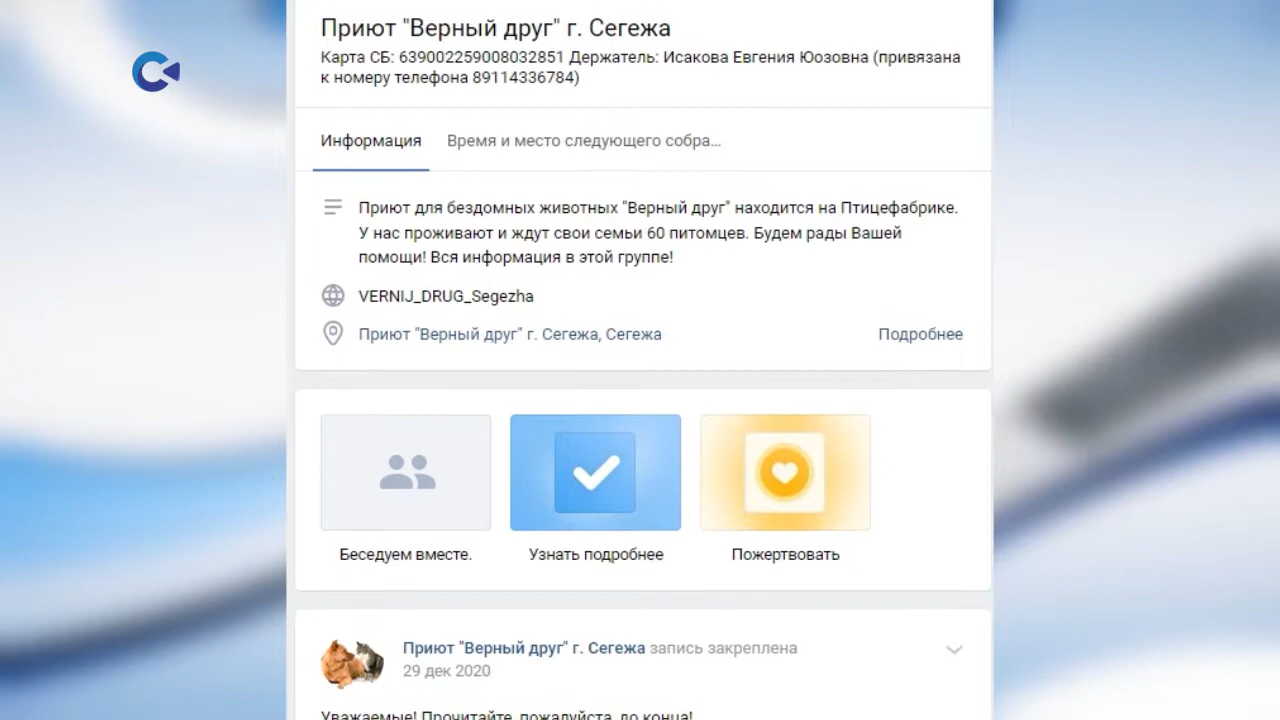 Приют "Верный друг" г. Сегежа
Карта СБ: 639002259008032851 Держатель: Исакова Евгения Юозовна (привязана
к номеру телефона 89114336784)
Информация Время и место следующего собра...
Приют для бездомных животных "Верный друг" находится на Птицефабрике.
У нас проживают и ждут свои семьи 60 питомцев. Будем рады Вашей
помощи! Вся информация в этой группе!
VERNIJ_DRUG_Segezha
Приют "Верный друг" г. Сегежа, Сегежа Подробнее
Беседуем вместе. Узнать подробнее Пожертвовать
Приют "Верный друг" г. Сегежа запись закреплена
29 дек 2020
Уважаемые! Прочитайте, пожалуйста, до конца!